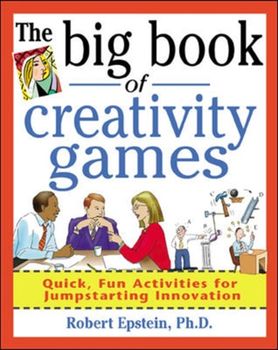 The
big book
of
creativity
games
Quick, Fun Activities for
Jumpstarting Innovation
Robert Epstein, Ph.D.